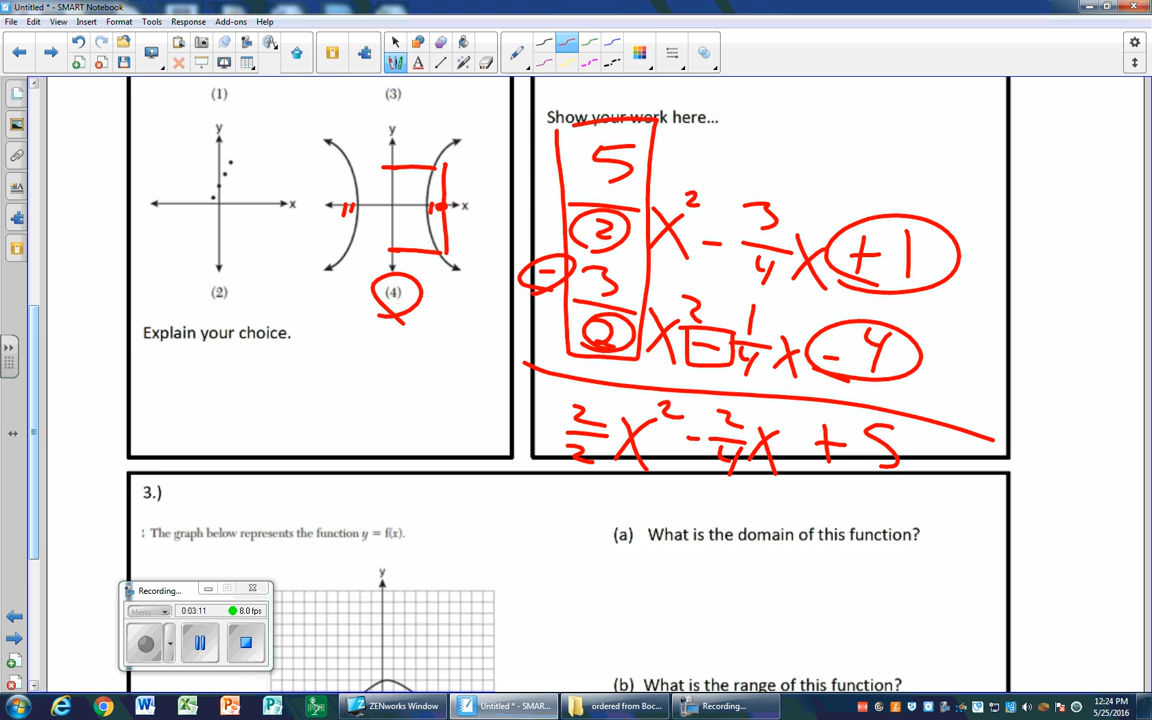 Untitled * - SMART Notebook
File Edit View Insert Format Tools Response Add-ons Help
(1)
(3)
y
x
(2)
y
x
(4)
Explain your choice.
Show your work here...
5
2 x² - 3/4 x + 1
- 3
2 x² - 1/4 x - 4
2/2 x² - 2/4 x + 5
3.)
: The graph below represents the function y = f(x).
y
(a) What is the domain of this function?
(b) What is the range of this function?
Recording...
Menu
0:03:11
8.0 fps
ZENworks Window
Untitled * - SMAR...
ordered from Boc...
Recording...
12:24 PM
5/25/2016